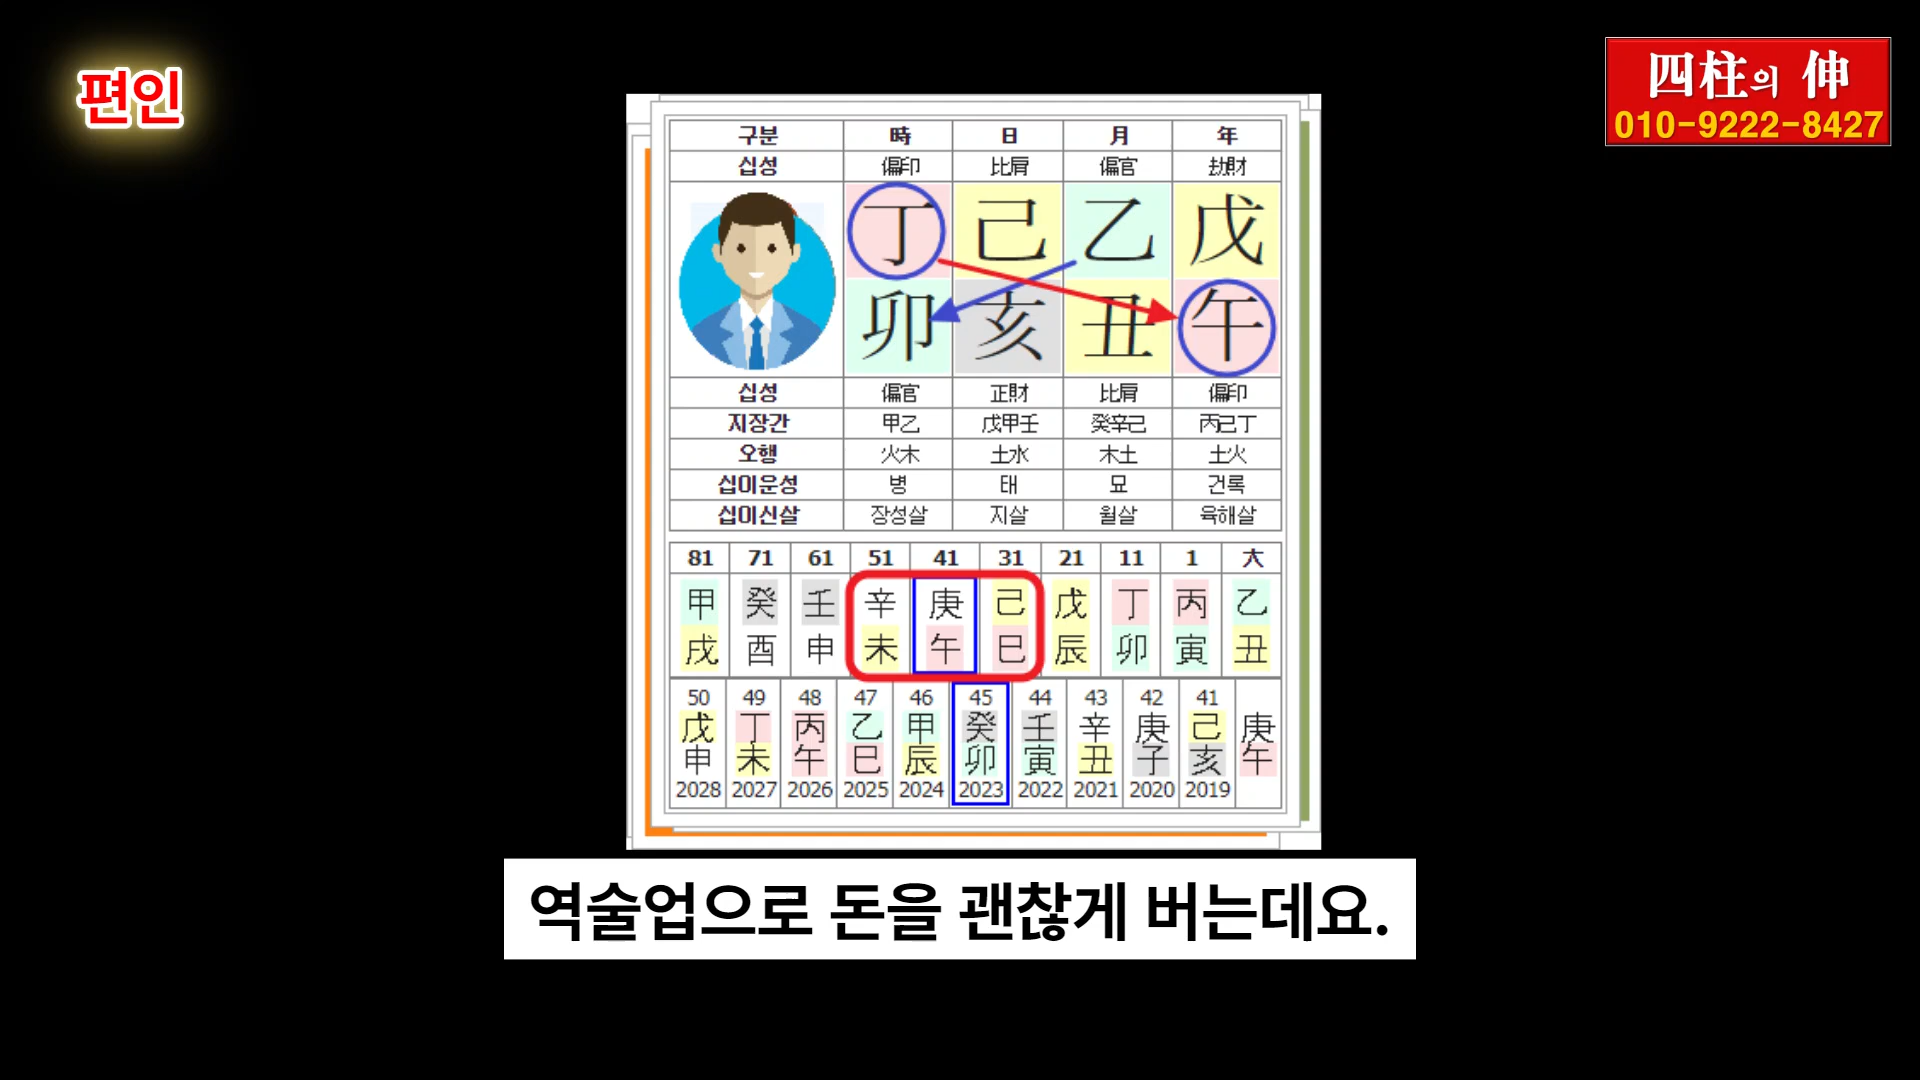 편인
四柱의 伸
010-9222-8427
구분 時 日 月 年
십성 偏印 比肩 偏官 劫財
丁 己 乙 戊
卯 亥 丑 午
십성 偏官 正財 比肩 偏印
지장간 甲乙 戊甲壬 癸辛己 丙己丁
오행 火木 土水 木土 土火
십이운성 병 태 묘 건록
십이신살 장성살 지살 월살 육해살
81 71 61 51 41 31 21 11 1 大
甲 癸 壬 辛 庚 己 戊 丁 丙 乙
戌 酉 申 未 午 巳 辰 卯 寅 丑
50 49 48 47 46 45 44 43 42 41
戊 丁 丙 乙 甲 癸 壬 辛 庚 己 庚
申 未 午 巳 辰 卯 寅 丑 子 亥 午
2028 2027 2026 2025 2024 2023 2022 2021 2020 2019
역술업으로 돈을 괜찮게 버는데요.